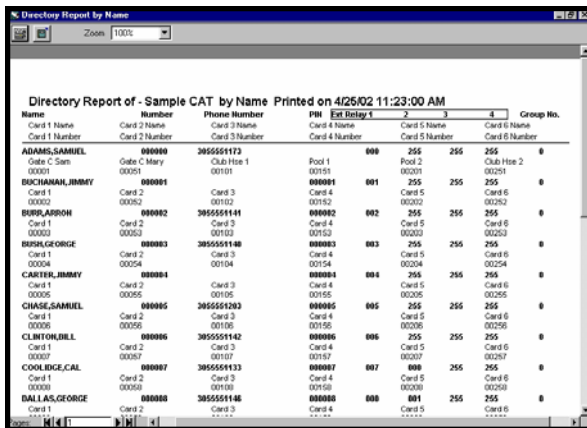 Directory Report by Name
Zoom 100%
Directory Report of - Sample CAT by Name Printed on 4/25/02 11:23:00 AM
Name Number Phone Number PIN Ext Relay 1 2 3 4 Group No.
Card 1 Name Card 2 Name Card 3 Name Card 4 Name Card 5 Name Card 6 Name
Card 1 Number Card 2 Number Card 3 Number Card 4 Number Card 5 Number Card 6 Number
ADAMS,SAMUEL 000000 3055551173 000 255 255 255 0
Gate C Sam Gate C Mary Club Hse 1 Pool 1 Pool 2 Club Hse 2
00001 00051 00101 00151 00201 00251
BUCHANAN,JIMMY 000001 000001 001 255 255 255 0
Card 1 Card 2 Card 3 Card 4 Card 5 Card 6
00002 00052 00102 00152 00202 00252
BURR,ARRON 000002 3055551141 000002 002 255 255 255 0
Card 1 Card 2 Card 3 Card 4 Card 5 Card 6
00003 00053 00103 00153 00203 00253
BUSH,GEORGE 000003 3055551140 000003 003 255 255 255 0
Card 1 Card 2 Card 3 Card 4 Card 5 Card 6
00004 00054 00104 00154 00204 00254
CARTER,JIMMY 000004 000004 004 255 255 255 0
Card 1 Card 2 Card 3 Card 4 Card 5 Card 6
00005 00055 00105 00155 00205 00255
CHASE,SAMUEL 000005 3055551203 000005 005 255 255 255 0
Card 1 Card 2 Card 3 Card 4 Card 5 Card 6
00006 00056 00106 00156 00206 00256
CLINTON,BILL 000006 3055551142 000006 006 255 255 255 0
Card 1 Card 2 Card 3 Card 4 Card 5 Card 6
00007 00057 00107 00157 00207 00257
COOLIDGE,CAL 000007 3055551133 000007 007 000 255 255 0
Card 1 Card 2 Card 3 Card 4 Card 5 Card 6
00008 00058 00108 00158 00208 00258
DALLAS,GEORGE 000008 3055551146 000008 000 001 255 255 0
Card 1 Card 2 Card 3 Card 4 Card 5 Card 6
Pages: 1